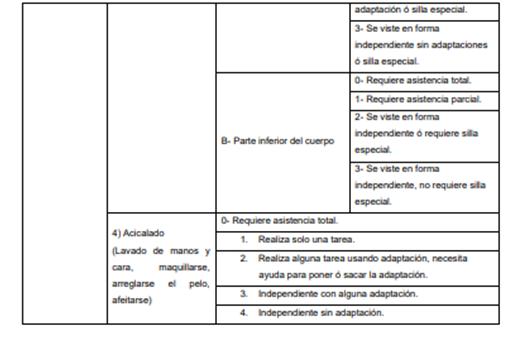 adaptación ó silla especial.
3- Se viste en forma
independiente sin adaptaciones
ó silla especial.
B- Parte inferior del cuerpo
0- Requiere asistencia total.
1- Requiere asistencia parcial.
2- Se viste en forma
independiente ó requiere silla
especial.
3- Se viste en forma
independiente, no requiere silla
especial.
4) Acicalado
(Lavado de manos y
cara, maquillarse,
arreglarse el pelo,
afeitarse)
0- Requiere asistencia total.
1. Realiza solo una tarea.
2. Realiza alguna tarea usando adaptación, necesita
ayuda para poner ó sacar la adaptación.
3. Independiente con alguna adaptación.
4. Independiente sin adaptación.